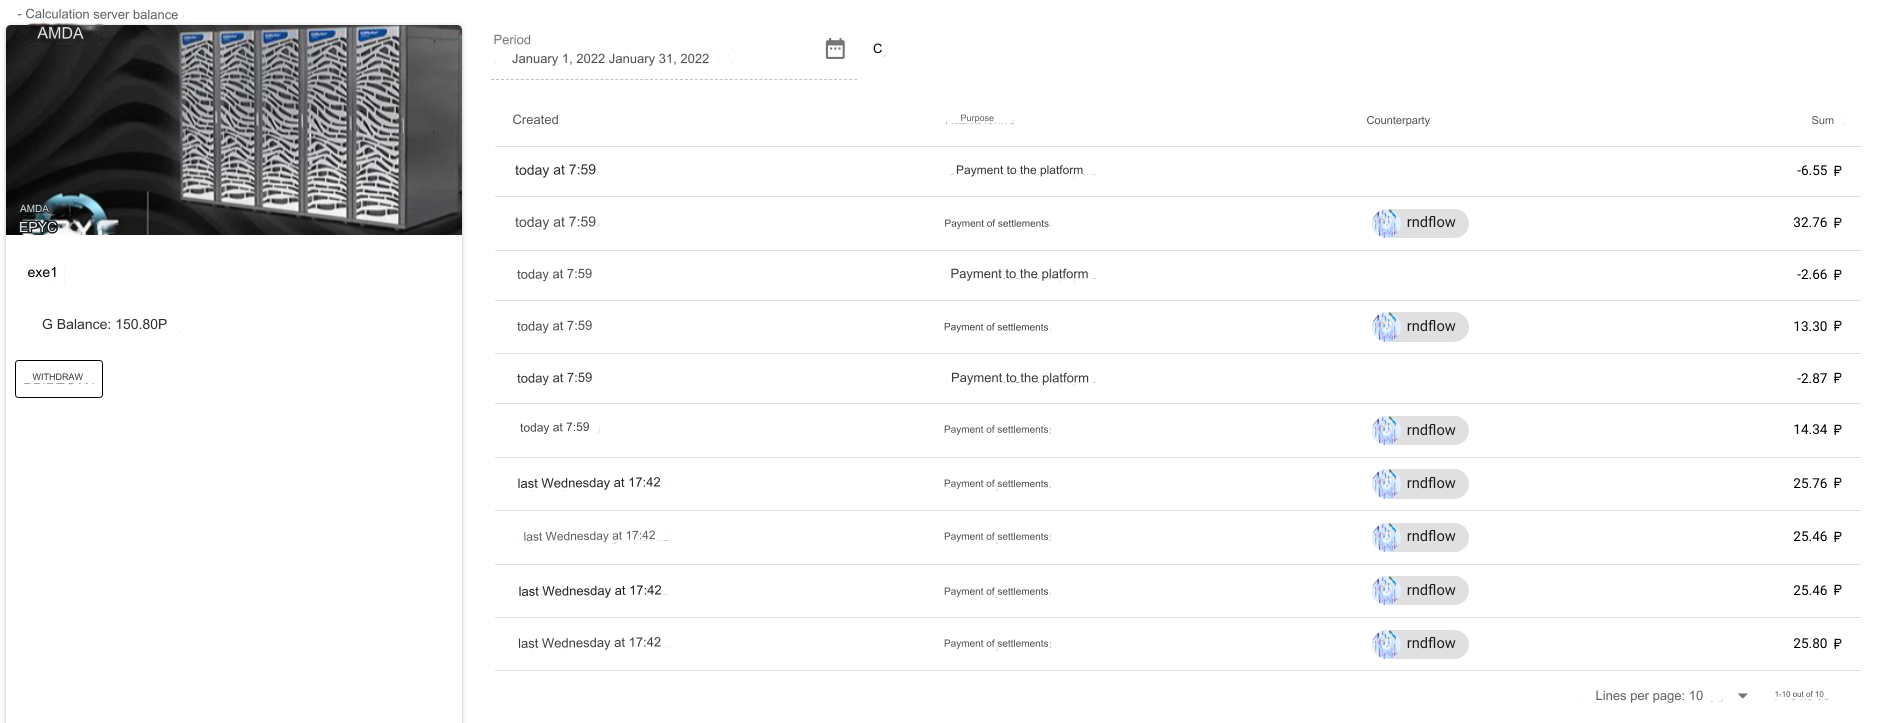 - Calculation server balance
AMDA
AMDA
EPYC
exe1
G Balance: 150.80P
WITHDRAW
Period
January 1, 2022 January 31, 2022
C
Created Purpose Counterparty Sum
today at 7:59 Payment to the platform -6.55 ₽
today at 7:59 Payment of settlements rndflow 32.76 ₽
today at 7:59 Payment to the platform -2.66 ₽
today at 7:59 Payment of settlements rndflow 13.30 ₽
today at 7:59 Payment to the platform -2.87 ₽
today at 7:59 Payment of settlements rndflow 14.34 ₽
last Wednesday at 17:42 Payment of settlements rndflow 25.76 ₽
last Wednesday at 17:42 Payment of settlements rndflow 25.46 ₽
last Wednesday at 17:42 Payment of settlements rndflow 25.46 ₽
last Wednesday at 17:42 Payment of settlements rndflow 25.80 ₽
Lines per page: 10 1-10 out of 10